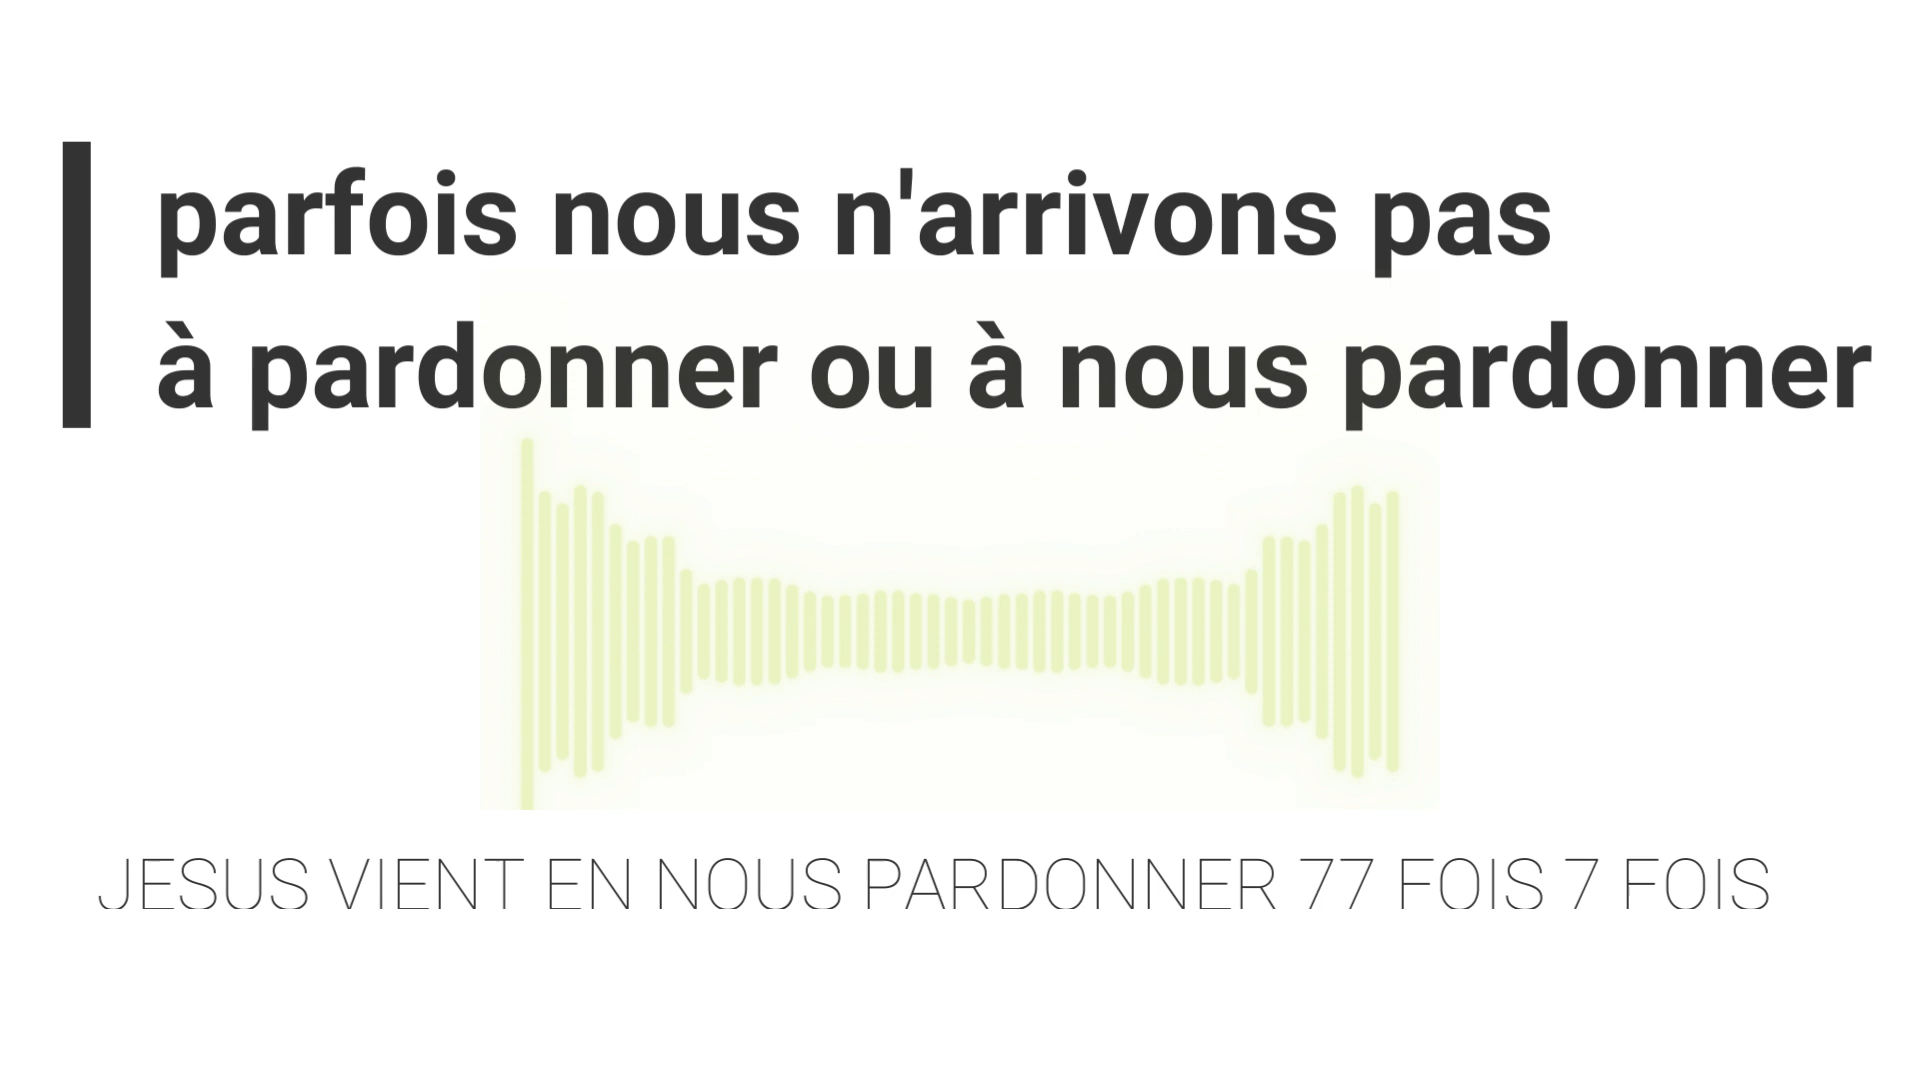 parfois nous n'arrivons pas
à pardonner ou à nous pardonner
JESUS VIENT EN NOUS PARDONNER 77 FOIS 7 FOIS